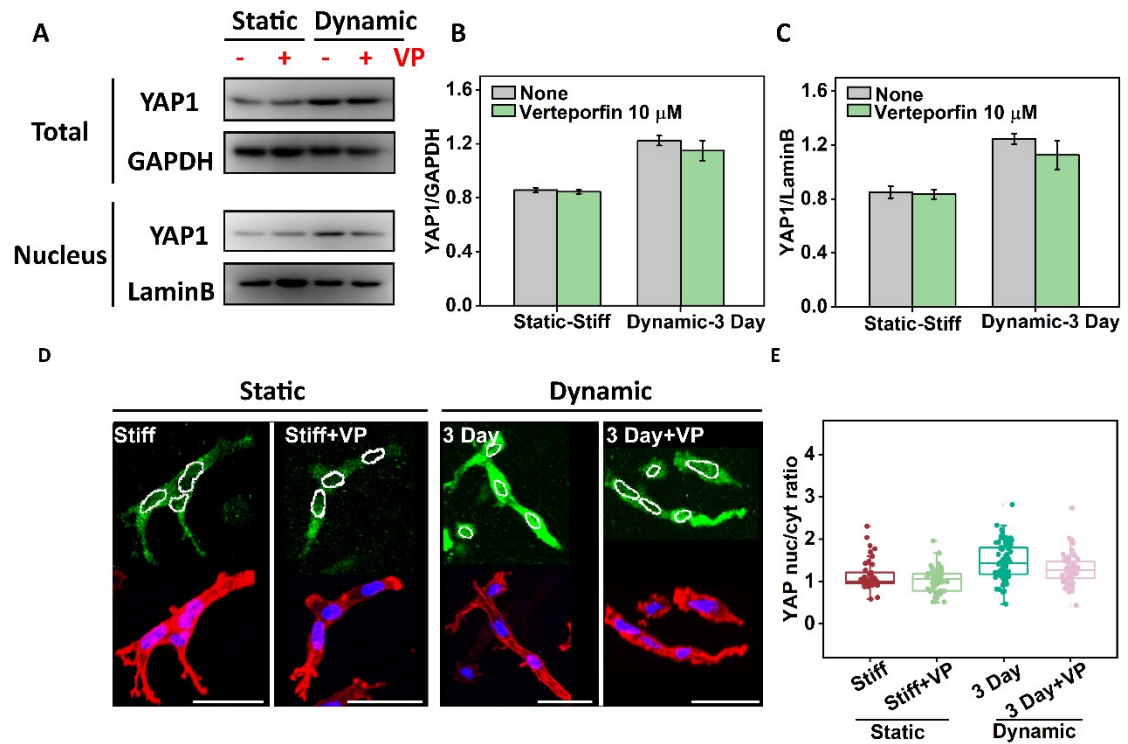 A
Static Dynamic
- + - + VP
Total
YAP1
GAPDH
Nucleus
YAP1
LaminB
B
None
Verteporfin 10 μM
YAP1/GAPDH
1.6
1.2
0.8
0.4
0.0
Static-Stiff Dynamic-3 Day
C
None
Verteporfin 10 μM
YAP1/LaminB
1.6
1.2
0.8
0.4
0.0
Static-Stiff Dynamic-3 Day
D
Static Dynamic
Stiff Stiff+VP 3 Day 3 Day+VP
E
YAP nuc/cyt ratio
4
3
2
1
0
Stiff Stiff+VP 3 Day 3 Day+VP
Static Dynamic